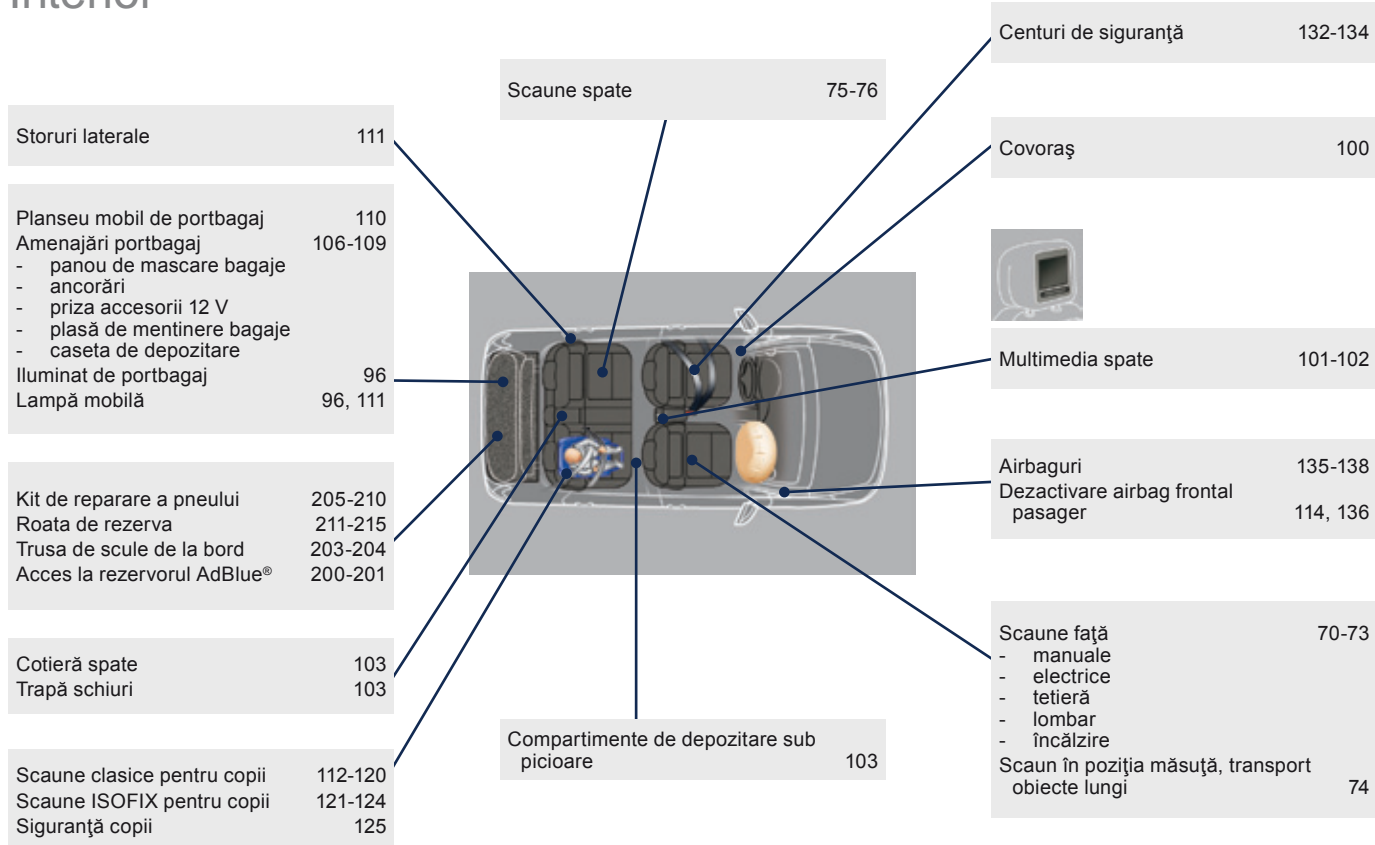 Interior
Storuri laterale 111
Planseu mobil de portbagaj 110
Amenajări portbagaj 106-109
- panou de mascare bagaje
- ancorări
- priza accesorii 12 V
- plasă de mentinere bagaje
- caseta de depozitare
Iluminat de portbagaj 96
Lampă mobilă 96, 111
Kit de reparare a pneului 205-210
Roata de rezerva 211-215
Trusa de scule de la bord 203-204
Acces la rezervorul AdBlue® 200-201
Cotieră spate 103
Trapă schiuri 103
Scaune clasice pentru copii 112-120
Scaune ISOFIX pentru copii 121-124
Siguranţă copii 125
Scaune spate 75-76
Compartimente de depozitare sub
picioare 103
Centuri de siguranţă 132-134
Covoraş 100
Multimedia spate 101-102
Airbaguri 135-138
Dezactivare airbag frontal
pasager 114, 136
Scaune faţă 70-73
- manuale
- electrice
- tetieră
- lombar
- încălzire
Scaun în poziţia măsuţă, transport
obiecte lungi 74